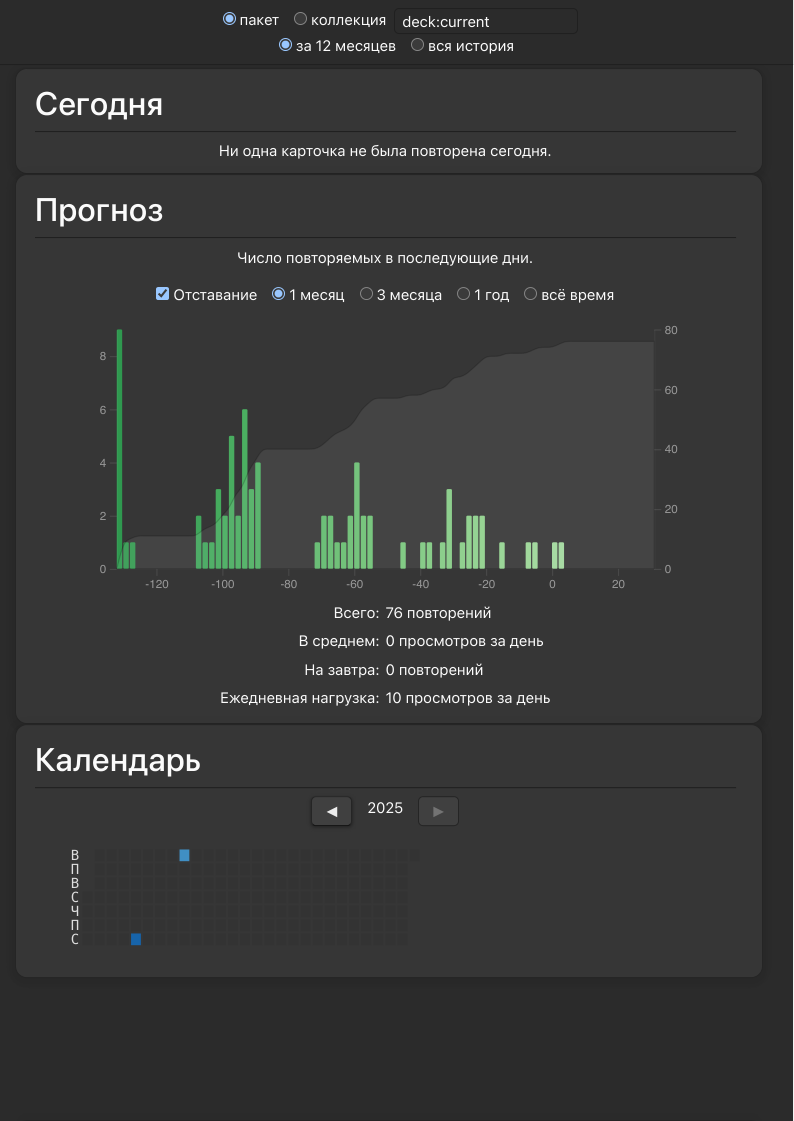 пакет коллекция deck:current
за 12 месяцев вся история
Сегодня
Ни одна карточка не была повторена сегодня.
Прогноз
Число повторяемых в последующие дни.
Отставание 1 месяц 3 месяца 1 год всё время
8 6 4 2 0
80 60 40 20 0
-120 -100 -80 -60 -40 -20 0 20
Всего: 76 повторений
В среднем: 0 просмотров за день
На завтра: 0 повторений
Ежедневная нагрузка: 10 просмотров за день
Календарь
◀ 2025 ▶
В
П
В
С
Ч
П
С